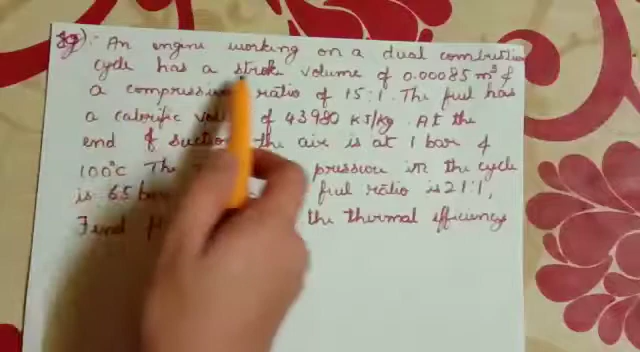 39):- An engine working on a dual combustion
cycle has a stroke volume of 0.00085 m³ &
a compression ratio of 15:1. The fuel has
a calorific of 43980 KJ/kg. At the
end of suction the air is at 1 bar &
100°C The pressure in the cycle
is 65 bar fuel ratio is 21:1,
Find the thermal efficiency